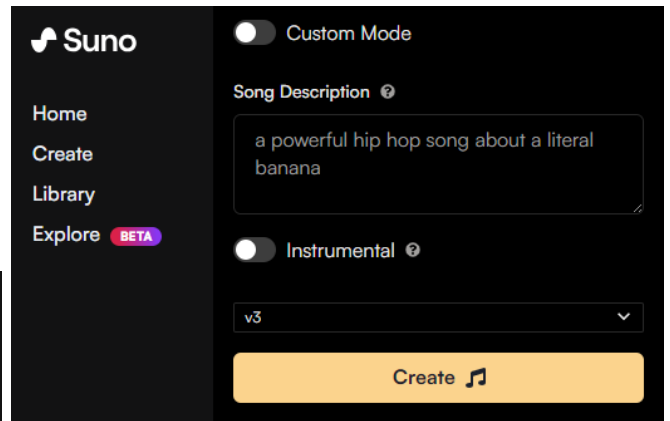 Suno
Home
Create
Library
Explore BETA
Custom Mode
Song Description ?
a powerful hip hop song about a literal
banana
Instrumental ?
v3
Create